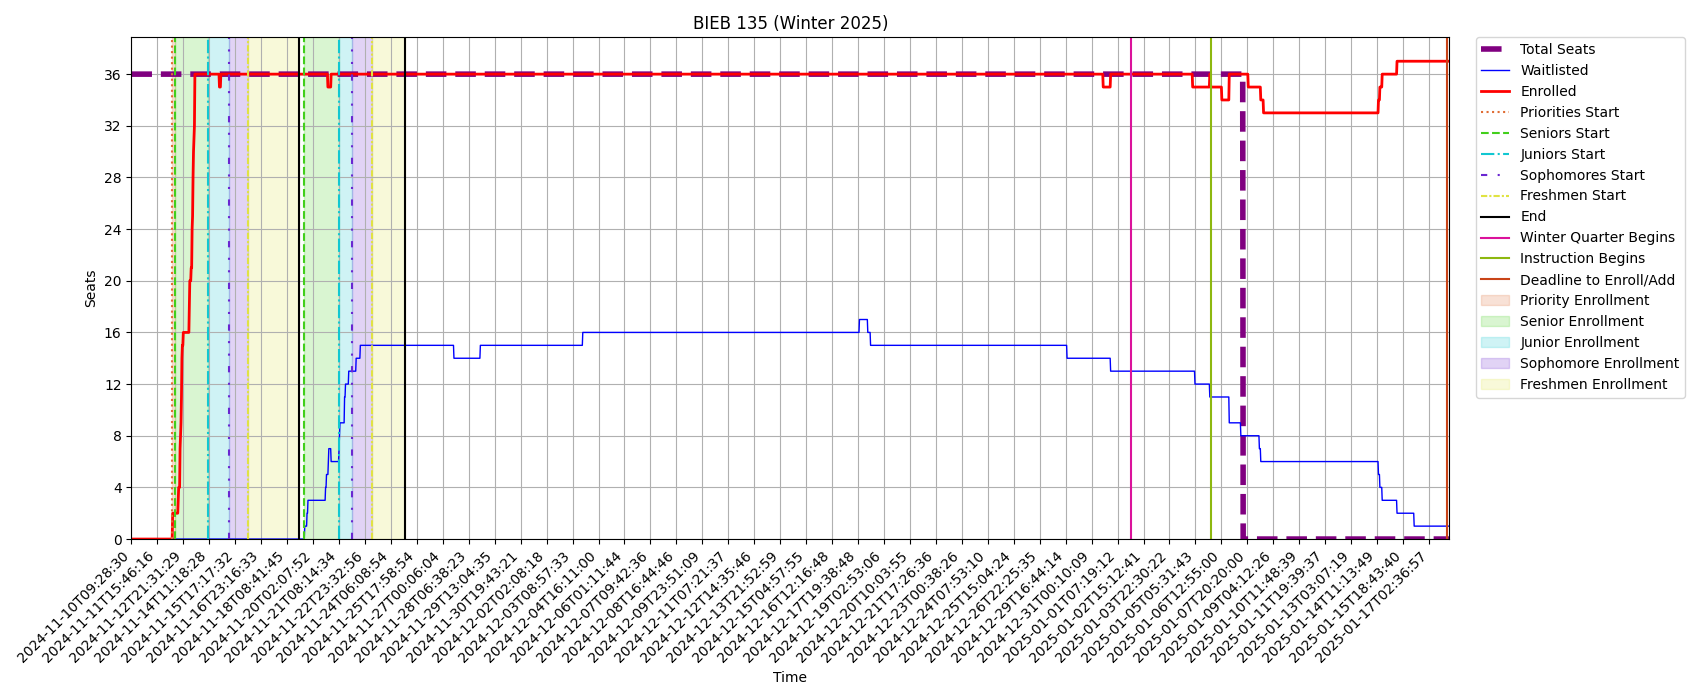 BIEB 135 (Winter 2025)
Seats
36
32
28
24
20
16
12
8
4
0
2024-11-10T09:28:30
2024-11-11T15:46:16
2024-11-12T21:31:29
2024-11-14T11:18:28
2024-11-15T17:17:32
2024-11-16T23:16:33
2024-11-18T08:41:45
2024-11-20T02:07:52
2024-11-21T08:14:34
2024-11-22T23:32:56
2024-11-24T06:08:54
2024-11-25T17:58:54
2024-11-27T00:06:04
2024-11-28T06:38:23
2024-11-29T13:04:35
2024-11-30T19:43:21
2024-12-02T02:08:18
2024-12-03T08:57:33
2024-12-04T16:11:00
2024-12-06T01:11:44
2024-12-07T09:42:36
2024-12-08T16:44:46
2024-12-09T23:51:09
2024-12-11T07:21:37
2024-12-12T14:35:46
2024-12-13T21:52:59
2024-12-15T04:57:55
2024-12-16T12:16:48
2024-12-17T19:38:48
2024-12-19T02:53:06
2024-12-20T10:03:55
2024-12-21T17:26:36
2024-12-23T00:38:26
2024-12-24T07:53:10
2024-12-25T15:04:24
2024-12-26T22:25:35
2024-12-29T16:44:14
2024-12-31T00:10:09
2025-01-01T07:19:12
2025-01-02T15:12:41
2025-01-03T22:30:22
2025-01-05T05:31:43
2025-01-06T12:55:00
2025-01-07T20:20:00
2025-01-09T04:12:26
2025-01-10T11:48:39
2025-01-11T19:39:37
2025-01-13T03:07:19
2025-01-14T11:13:49
2025-01-15T18:43:40
2025-01-17T02:36:57
Time
Total Seats
Waitlisted
Enrolled
Priorities Start
Seniors Start
Juniors Start
Sophomores Start
Freshmen Start
End
Winter Quarter Begins
Instruction Begins
Deadline to Enroll/Add
Priority Enrollment
Senior Enrollment
Junior Enrollment
Sophomore Enrollment
Freshmen Enrollment